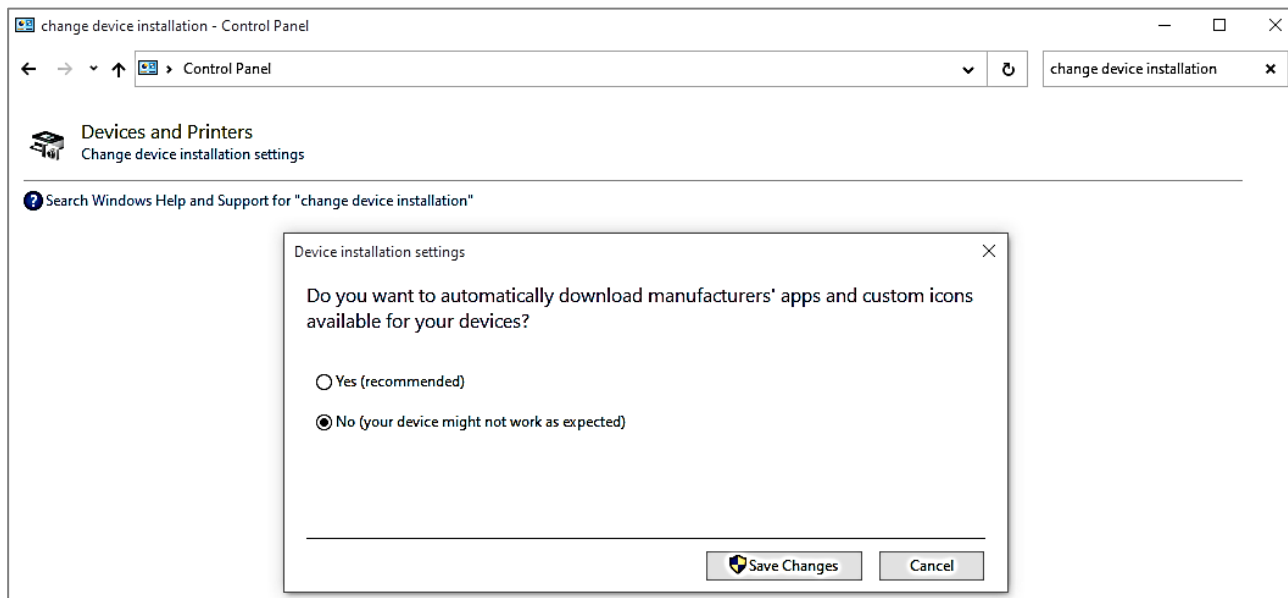 change device installation - Control Panel
Control Panel
change device installation
Devices and Printers
Change device installation settings
Search Windows Help and Support for "change device installation"
Device installation settings
Do you want to automatically download manufacturers' apps and custom icons
available for your devices?
Yes (recommended)
No (your device might not work as expected)
Save Changes
Cancel